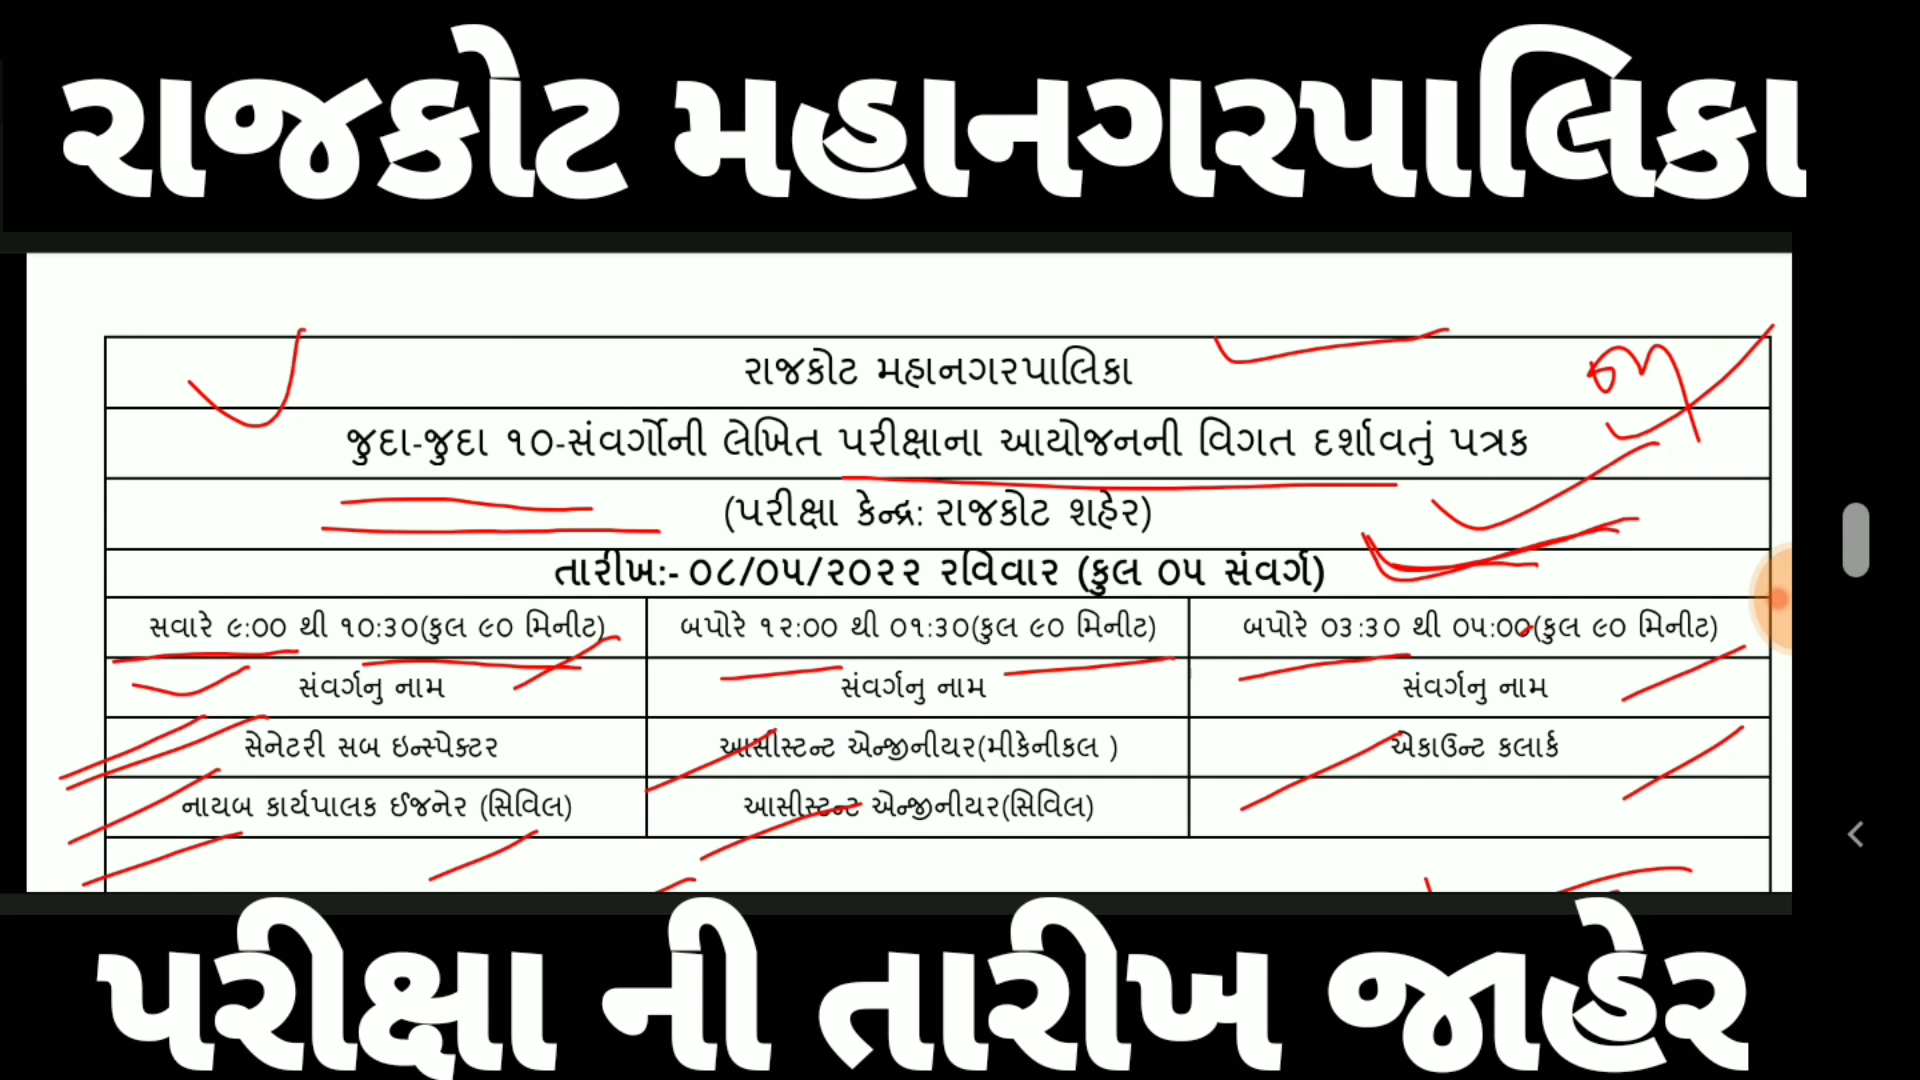 રાજકોટ મહાનગરપાલિકા
રાજકોટ મહાનગરપાલિકા
જુદા-જુદા ૧૦-સંવર્ગોની લેખિત પરીક્ષાના આયોજનની વિગત દર્શાવતું પત્રક
(પરીક્ષા કેન્દ્ર: રાજકોટ શહેર)
તારીખ:- ૦૮/૦૫/૨૦૨૨ રવિવાર (કુલ ૦૫ સંવર્ગ)
સવારે ૯:૦૦ થી ૧૦:૩૦(કુલ ૯૦ મિનીટ) બપોરે ૧૨:૦૦ થી ૦૧:૩૦(કુલ ૯૦ મિનીટ) બપોરે ૦૩:૩૦ થી ૦૫:૦૦(કુલ ૯૦ મિનીટ)
સંવર્ગનુ નામ સંવર્ગનુ નામ સંવર્ગનુ નામ
સેનેટરી સબ ઇન્સ્પેક્ટર આસીસ્ટન્ટ એન્જીનીયર(મીકેનીકલ ) એકાઉન્ટ કલાર્ક
નાયબ કાર્યપાલક ઈજનેર (સિવિલ) આસીસ્ટન્ટ એન્જીનીયર(સિવિલ)
પરીક્ષા ની તારીખ જાહેર